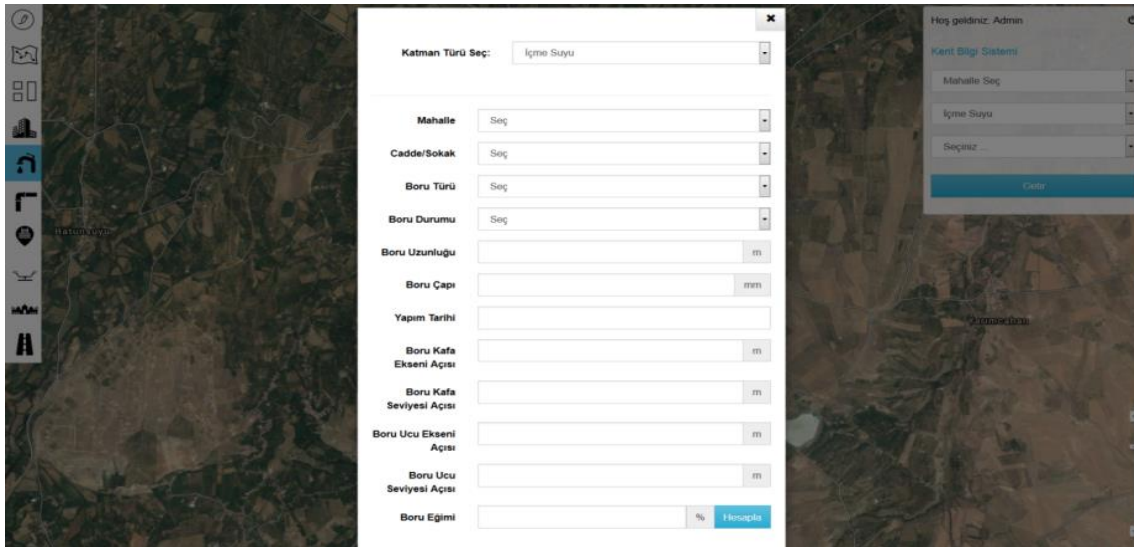 Katman Türü Seç:
İçme Suyu
Mahalle
Seç
Cadde/Sokak
Seç
Boru Türü
Seç
Boru Durumu
Seç
Boru Uzunluğu
m
Boru Çapı
mm
Yapım Tarihi
Boru Kafa
Ekseni Açısı
m
Boru Kafa
Seviyesi Açısı
m
Boru Ucu Ekseni
Açısı
m
Boru Ucu
Seviyesi Açısı
m
Boru Eğimi
%
Hesapla
Hoş geldiniz, Admin
Kent Bilgi Sistemi
Mahalle Seç
İçme Suyu
Seçiniz ...
Getir